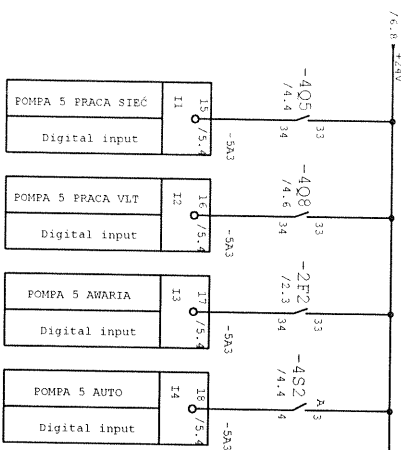 /6.8
+24V
-4Q5
/4.4
33
34
-5A3
15
/5.4
I1
POMPA 5 PRACA SIEĆ
Digital input
-4Q8
/4.6
33
34
-5A3
16
/5.4
I2
POMPA 5 PRACA VLT
Digital input
-2F2
/2.3
33
34
-5A3
17
/5.4
I3
POMPA 5 AWARIA
Digital input
-4S2
/4.4
A
3
4
-5A3
18
/5.4
I4
POMPA 5 AUTO
Digital input